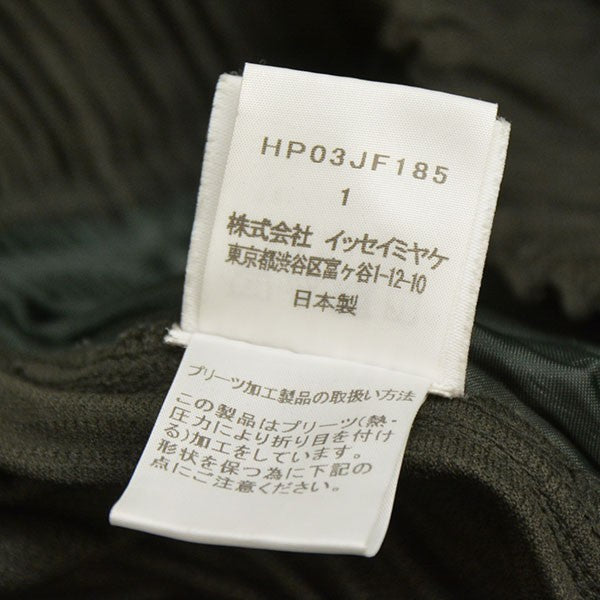 HP03JF185
1
株式会社 イッセイミヤケ
東京都渋谷区富ヶ谷1-12-10
日本製
プリーツ加工製品の取扱い方法
この製品はプリーツ(熱・
圧力により折り目を付け
る)加工をしています。
形状を保つ為に下記の
点にご注意ください。